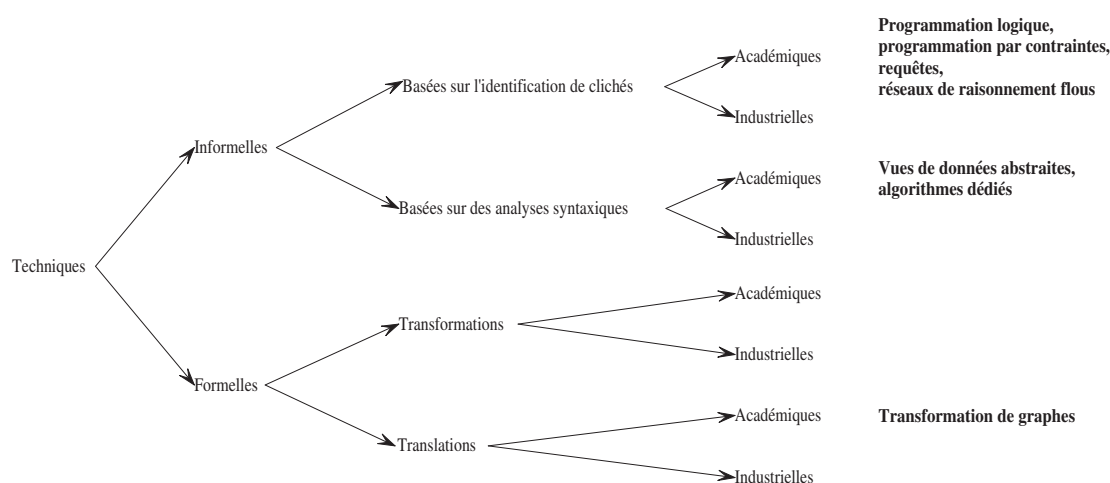 Programmation logique,
programmation par contraintes,
requêtes,
réseaux de raisonnement flous
Académiques
Basées sur l'identification de clichés
Industrielles
Informelles
Vues de données abstraites,
algorithmes dédiés
Académiques
Basées sur des analyses syntaxiques
Industrielles
Techniques
Académiques
Transformations
Industrielles
Formelles
Académiques
Transformation de graphes
Translations
Industrielles